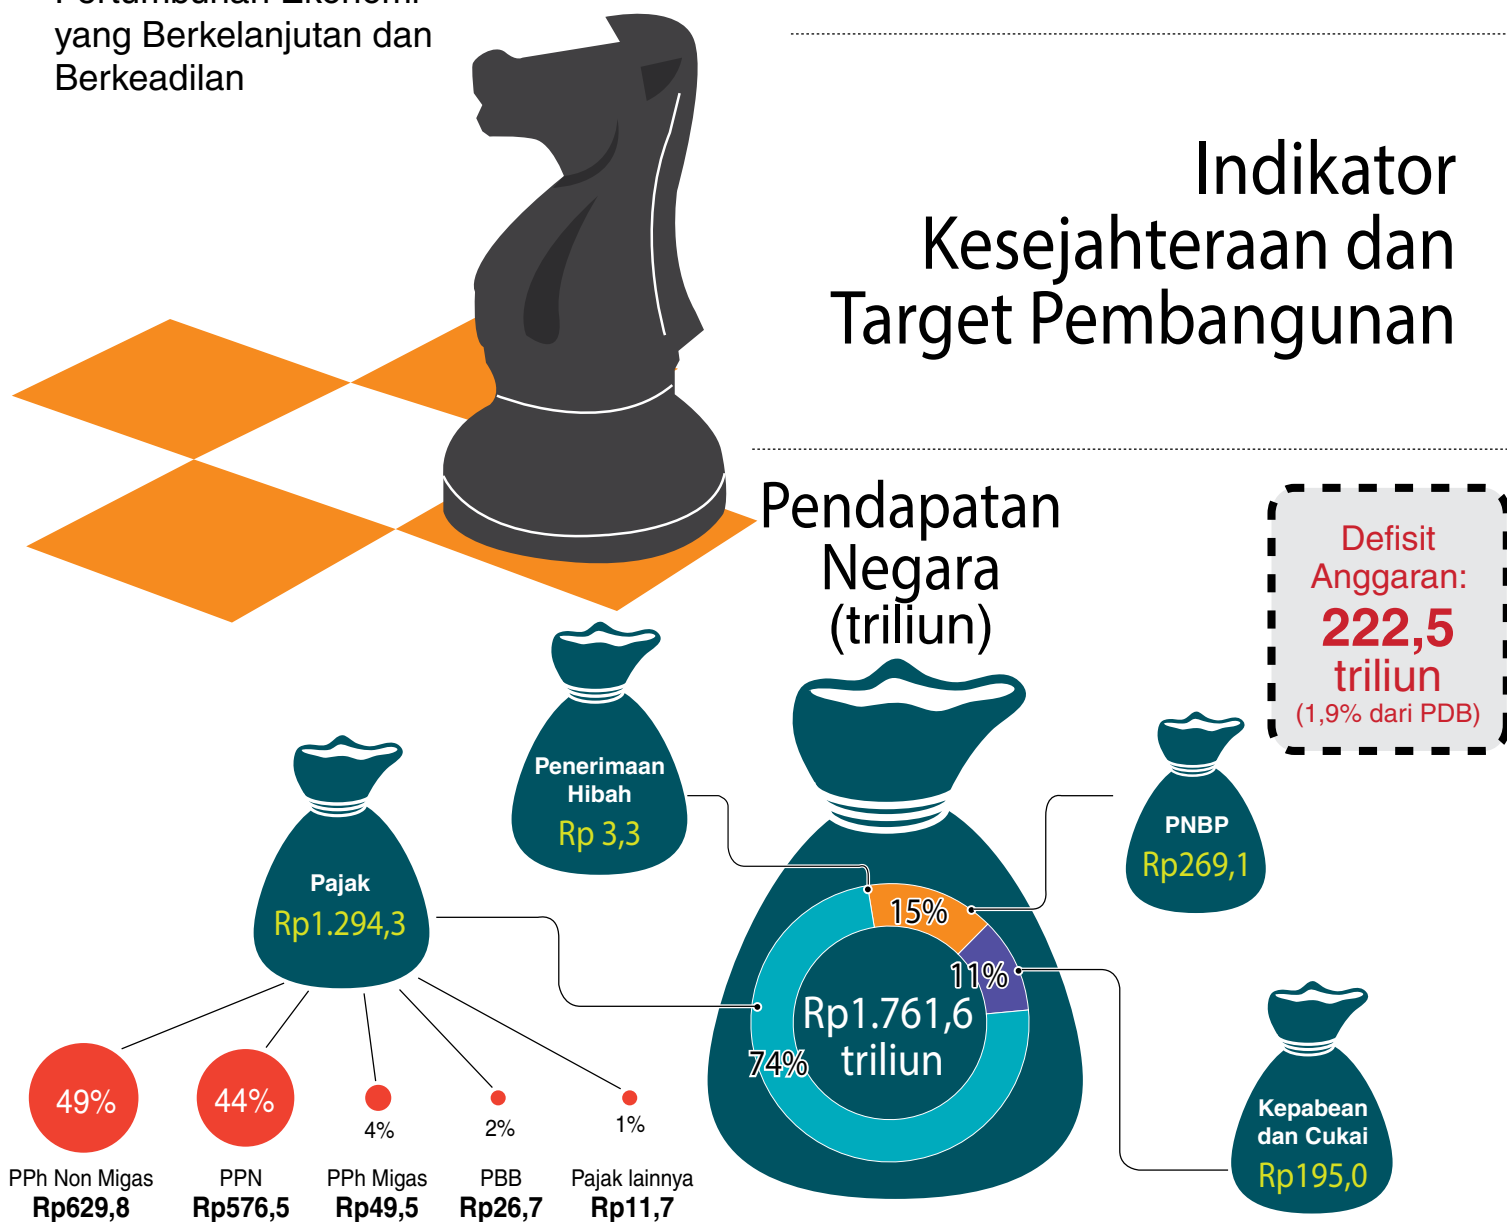 Pertumbuhan Ekonomi
yang Berkelanjutan dan
Berkeadilan
Indikator
Kesejahteraan dan
Target Pembangunan
Pendapatan
Negara
(triliun)
Defisit
Anggaran:
222,5
triliun
(1,9% dari PDB)
Penerimaan
Hibah
Rp 3,3
PNBP
Rp269,1
Pajak
Rp1.294,3
15%
11%
74%
Rp1.761,6
triliun
Kepabean
dan Cukai
Rp195,0
49%
44%
4%
2%
1%
PPh Non Migas
Rp629,8
PPN
Rp576,5
PPh Migas
Rp49,5
PBB
Rp26,7
Pajak lainnya
Rp11,7